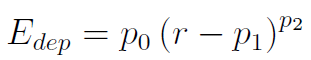 $E_{dep} = p_0 \, (r - p_1)^{p_2}$